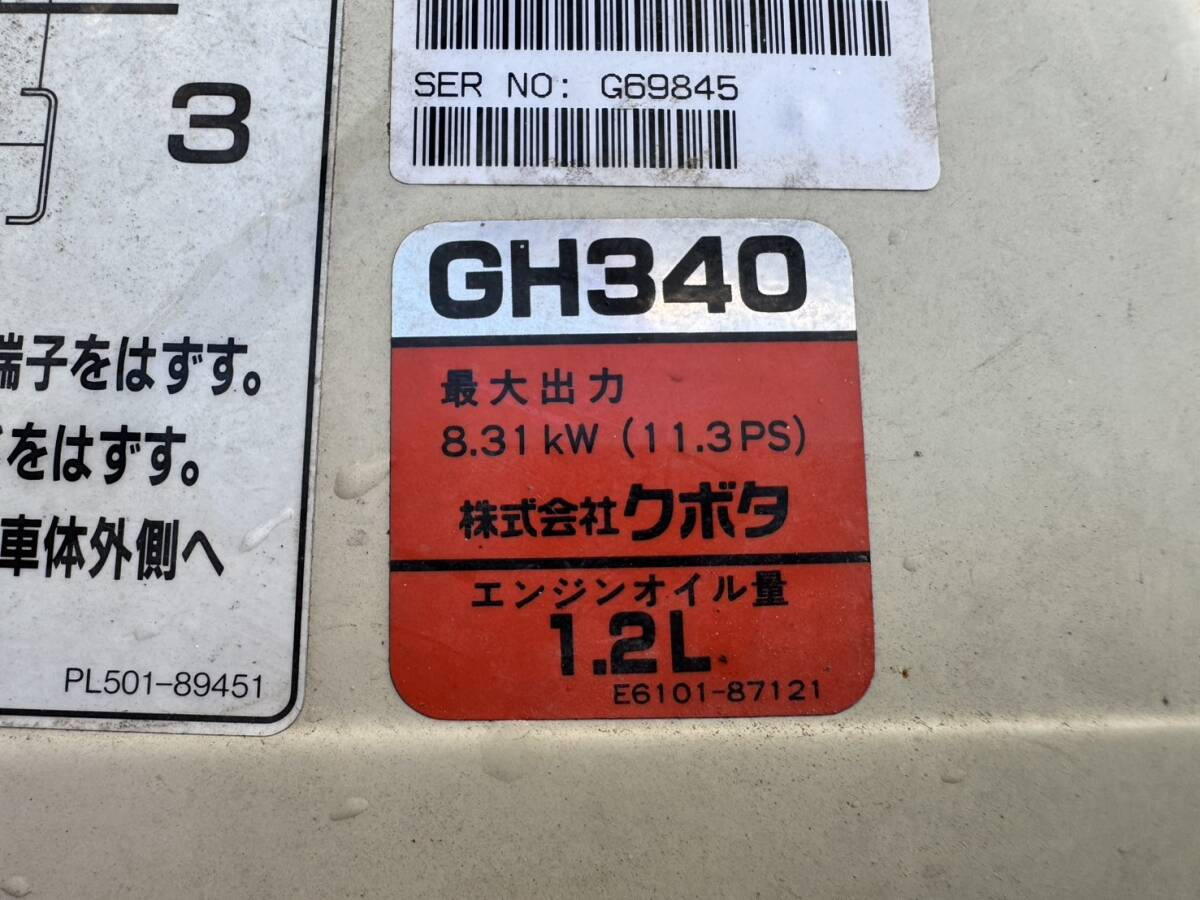 SER NO: G69845
3
端子をはずす。
をはずす。
車体外側へ
PL501-89451
GH340
最大出力
8.31kW (11.3PS)
株式会社クボタ
エンジンオイル量
1.2L
E6101-87121